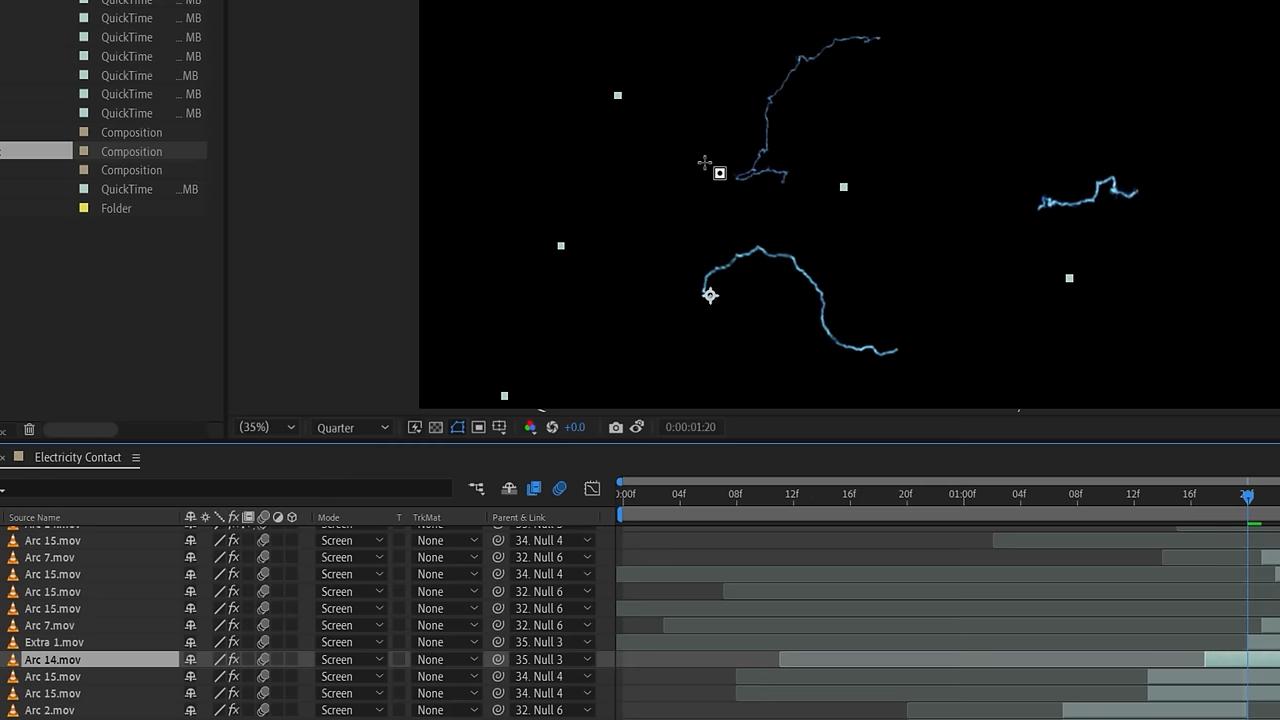 QuickTime ... MB
QuickTime ... MB
QuickTime ... MB
QuickTime ...MB
QuickTime ... MB
QuickTime ... MB
Composition
Composition
Composition
QuickTime ...MB
Folder
(35%) Quarter +0.0 0:00:01:20
Electricity Contact
:00f 04f 08f 12f 16f 20f 01:00f 04f 08f 12f 16f
Source Name Mode T TrkMat Parent & Link
Arc 15.mov Screen None 34. Null 4
Arc 7.mov Screen None 32. Null 6
Arc 15.mov Screen None 34. Null 4
Arc 15.mov Screen None 32. Null 6
Arc 15.mov Screen None 32. Null 6
Arc 7.mov Screen None 32. Null 6
Extra 1.mov Screen None 35. Null 3
Arc 14.mov Screen None 35. Null 3
Arc 15.mov Screen None 34. Null 4
Arc 15.mov Screen None 34. Null 4
Arc 2.mov Screen None 32. Null 6